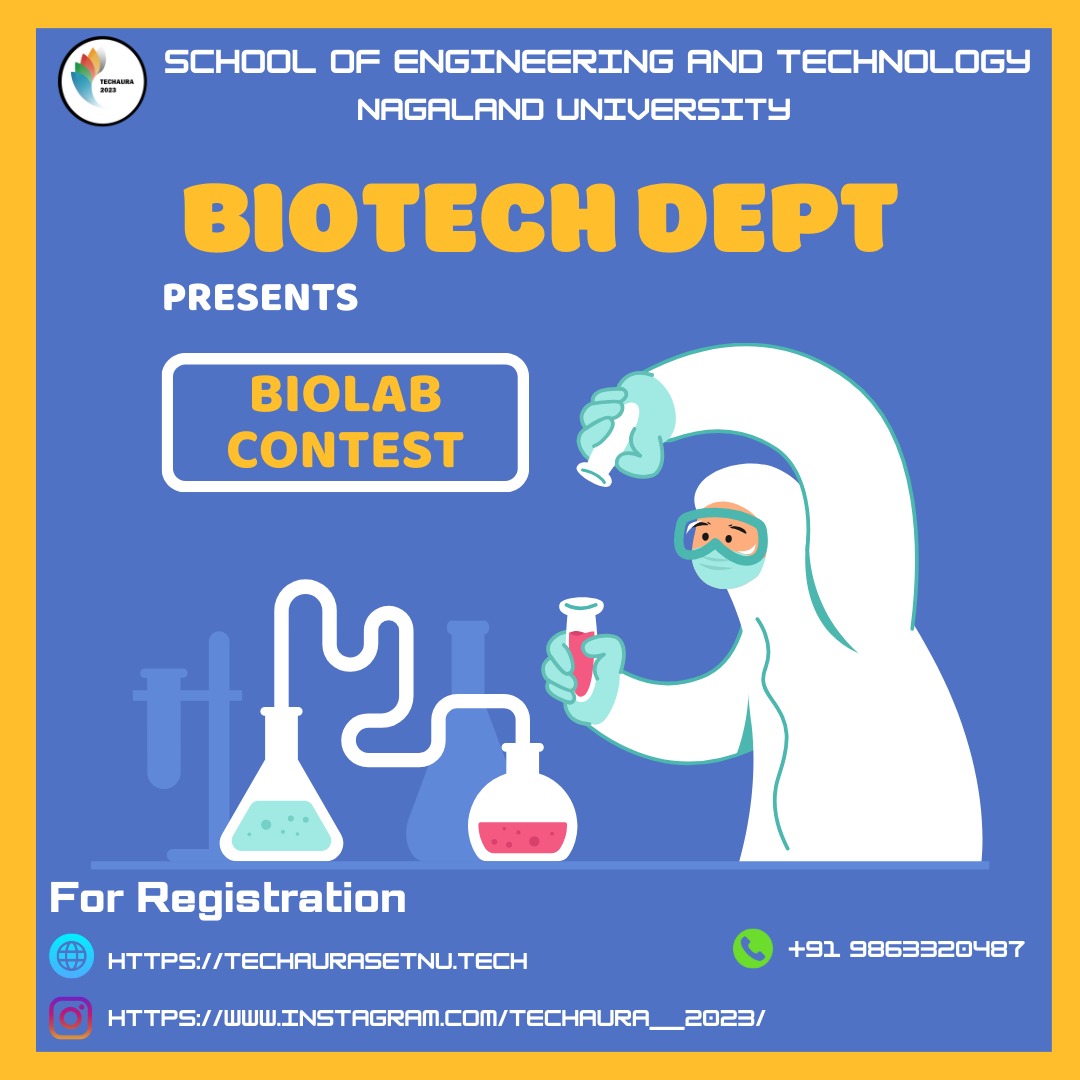 TECHAURA
2023
SCHOOL OF ENGINEERING AND TECHNOLOGY
NAGALAND UNIVERSITY
BIOTECH DEPT
PRESENTS
BIOLAB
CONTEST
For Registration
HTTPS://TECHAURASETNU.TECH
+91 9863320487
HTTPS://WWW.INSTAGRAM.COM/TECHAURA__2023/